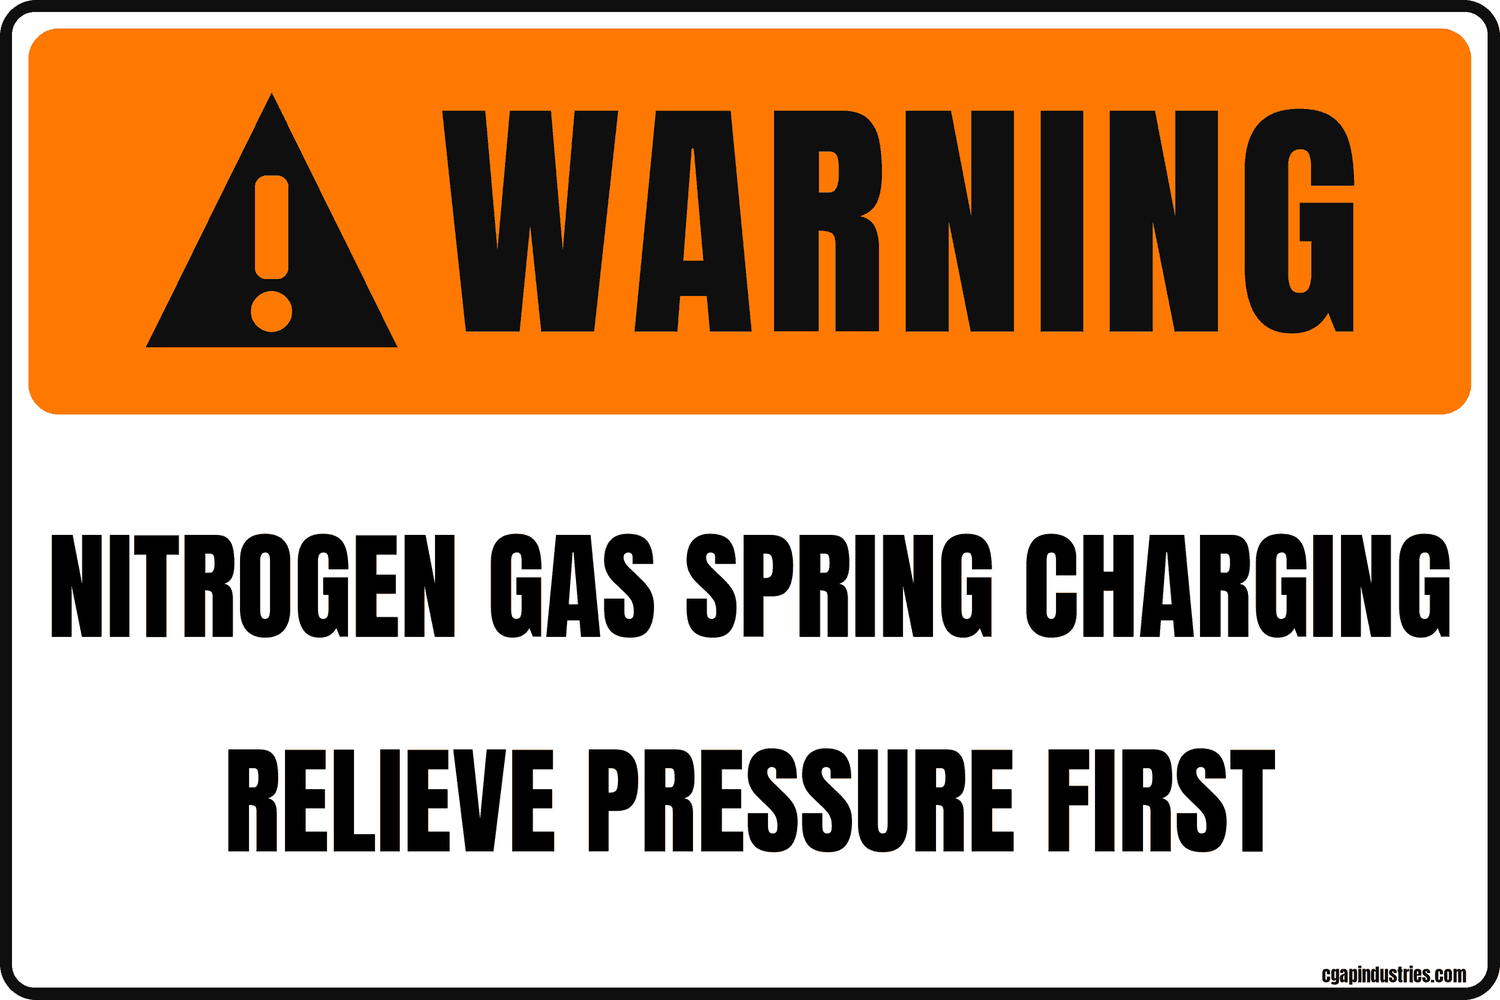 WARNING
NITROGEN GAS SPRING CHARGING
RELIEVE PRESSURE FIRST
cgapindustries.com